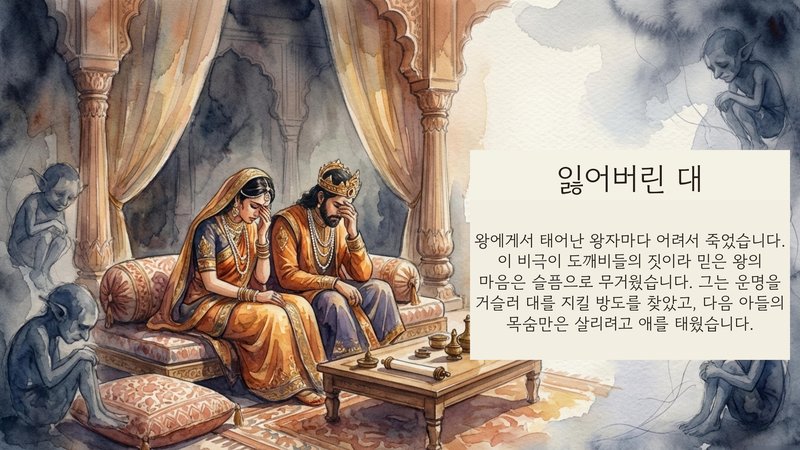 잃어버린 대
왕에게서 태어난 왕자마다 어려서 죽었습니다.
이 비극이 도깨비들의 짓이라 믿은 왕의
마음은 슬픔으로 무거웠습니다. 그는 운명을
거슬러 대를 지킬 방도를 찾았고, 다음 아들의
목숨만은 살리려고 애를 태웠습니다.